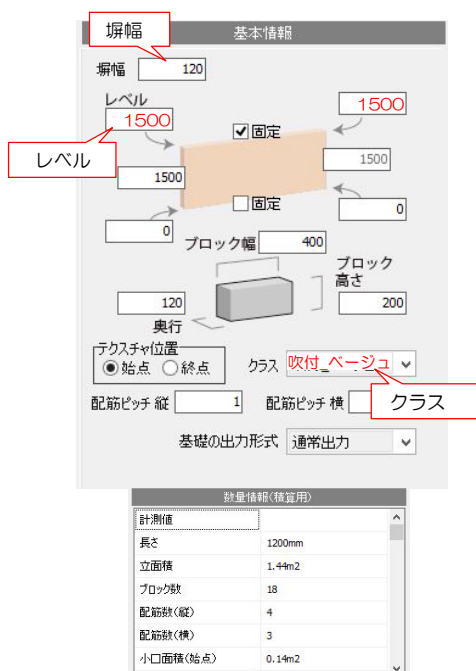 塀幅
基本情報
塀幅 120
レベル
1500 1500
固定
レベル
1500 1500
固定
0 0
ブロック幅 400
ブロック
高さ
120 200
奥行
テクスチャ位置
始点 終点 クラス 吹付_ベージュ
配筋ピッチ 縦 1 配筋ピッチ 横
クラス
基礎の出力形式 通常出力
数量情報(積算用)
計測値
長さ 1200mm
立面積 1.44m2
ブロック数 18
配筋数(縦) 4
配筋数(横) 3
小口面積(始点) 0.14m2